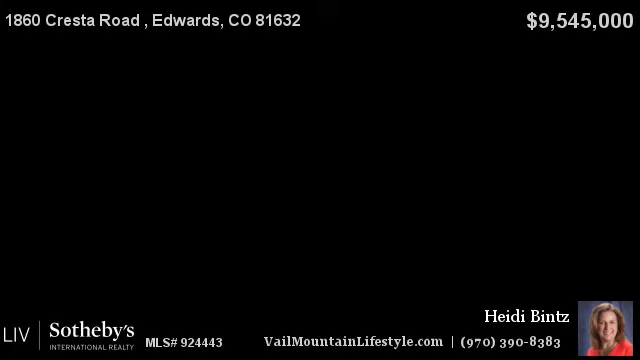 1860 Cresta Road , Edwards, CO 81632
$9,545,000
Heidi Bintz
LIV | Sotheby's
INTERNATIONAL REALTY
MLS# 924443
VailMountainLifestyle.com | (970) 390-8383